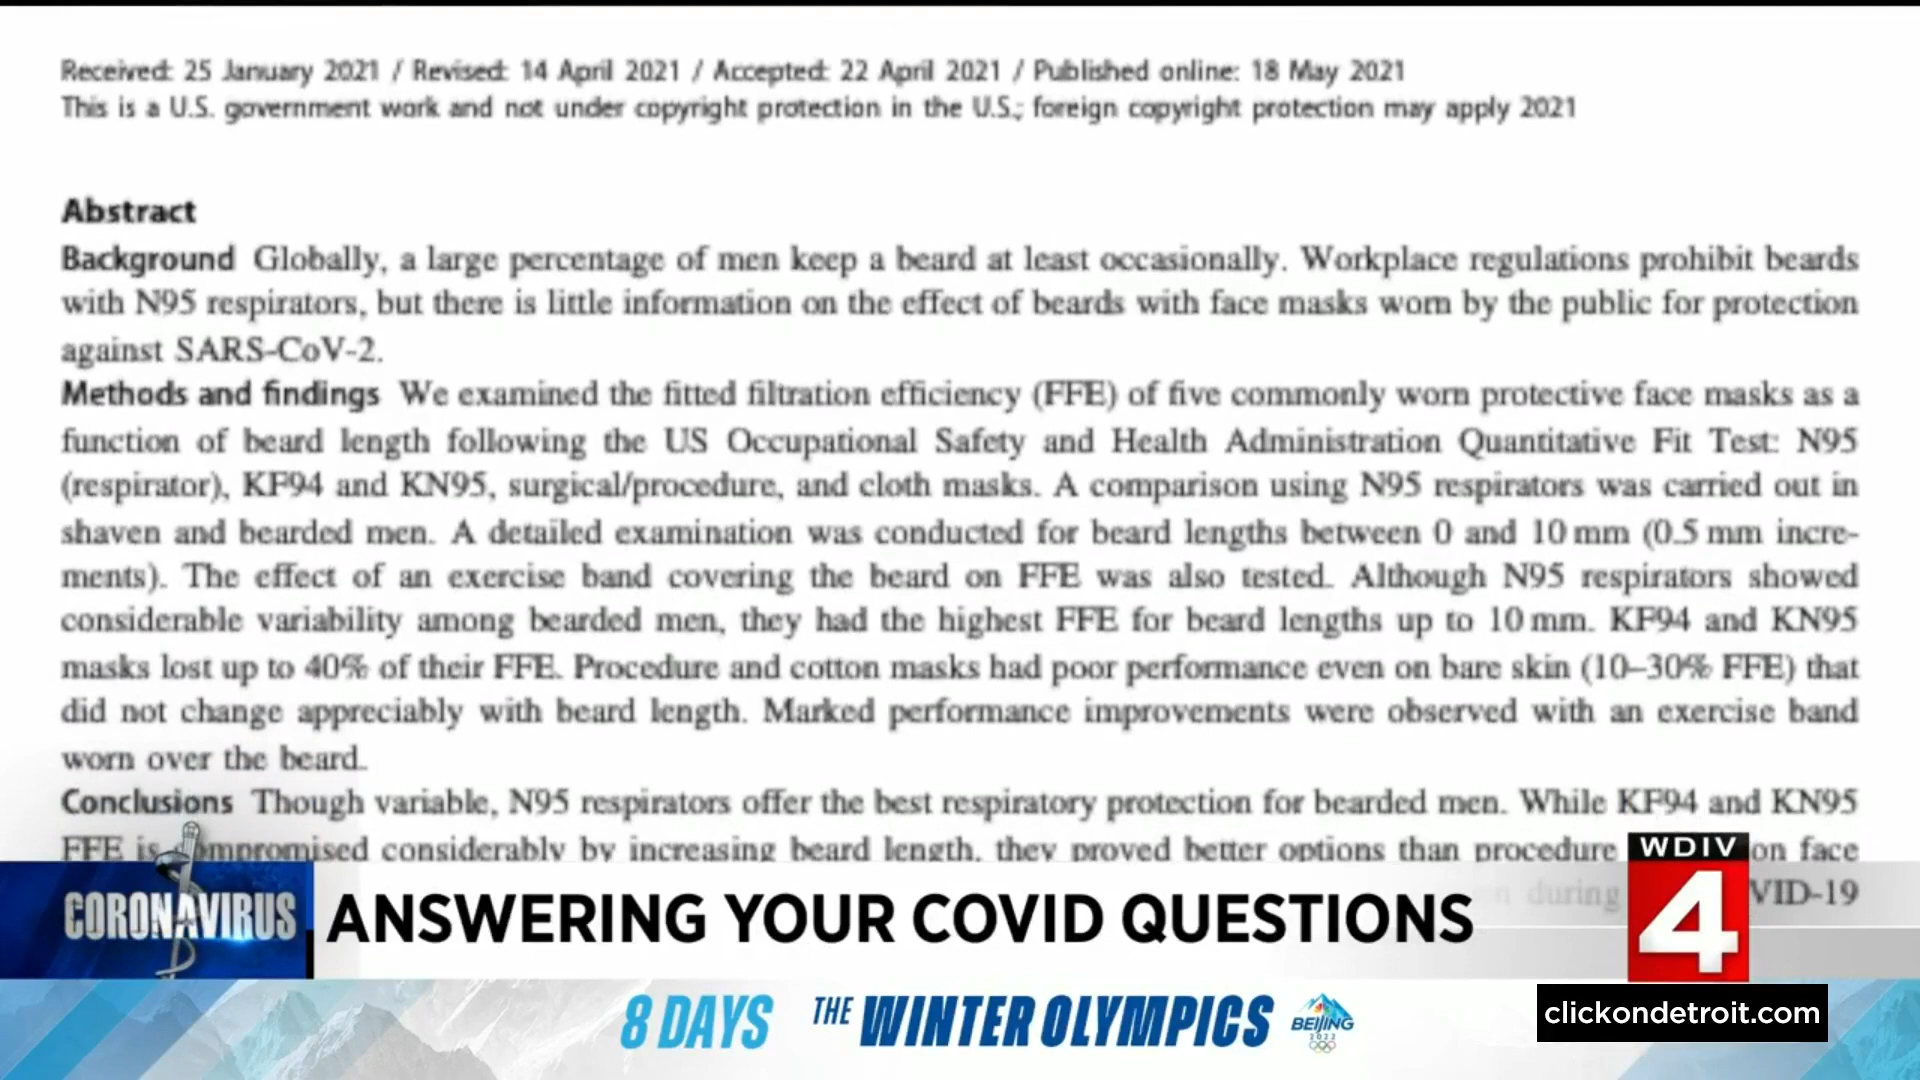 Received: 25 January 2021 / Revised: 14 April 2021 / Accepted: 22 April 2021 / Published online: 18 May 2021
This is a U.S. government work and not under copyright protection in the U.S.; foreign copyright protection may apply 2021
Abstract
Background Globally, a large percentage of men keep a beard at least occasionally. Workplace regulations prohibit beards
with N95 respirators, but there is little information on the effect of beards with face masks worn by the public for protection
against SARS-CoV-2.
Methods and findings We examined the fitted filtration efficiency (FFE) of five commonly worn protective face masks as a
function of beard length following the US Occupational Safety and Health Administration Quantitative Fit Test: N95
(respirator), KF94 and KN95, surgical/procedure, and cloth masks. A comparison using N95 respirators was carried out in
shaven and bearded men. A detailed examination was conducted for beard lengths between 0 and 10 mm (0.5 mm incre-
ments). The effect of an exercise band covering the beard on FFE was also tested. Although N95 respirators showed
considerable variability among bearded men, they had the highest FFE for beard lengths up to 10 mm. KF94 and KN95
masks lost up to 40% of their FFE. Procedure and cotton masks had poor performance even on bare skin (10–30% FFE) that
did not change appreciably with beard length. Marked performance improvements were observed with an exercise band
worn over the beard.
Conclusions Though variable, N95 respirators offer the best respiratory protection for bearded men. While KF94 and KN95
FFE is compromised considerably by increasing beard length, they proved better options than procedure on face
during VID-19
WDIV
4
CORONAVIRUS
ANSWERING YOUR COVID QUESTIONS
8 DAYS THE WINTER OLYMPICS
BEIJING
2022
clickondetroit.com